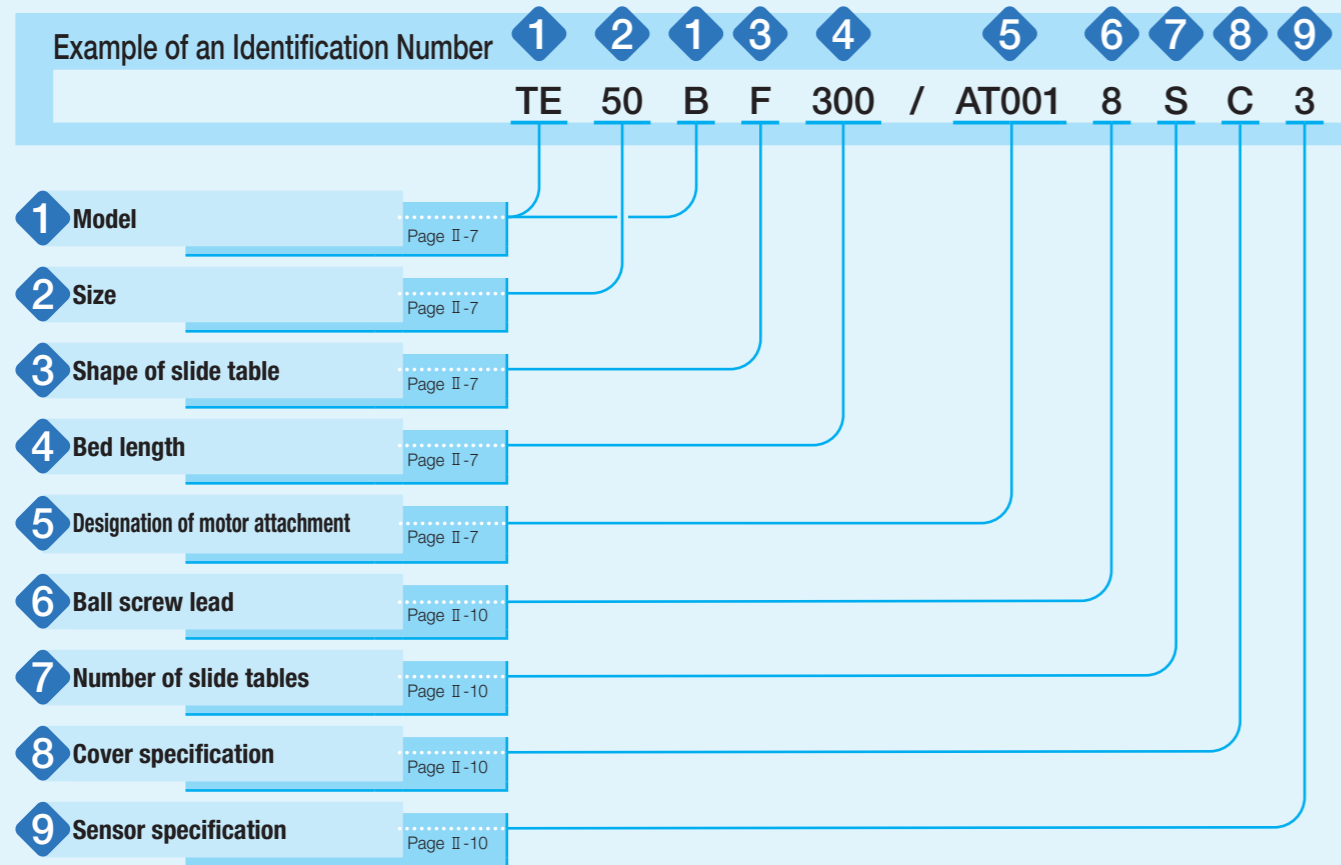 Example of an Identification Number
1 2 1 3 4 5 6 7 8 9
TE 50 B F 300 / AT001 8 S C 3
1 Model
Page Ⅱ-7
2 Size
Page Ⅱ-7
3 Shape of slide table
Page Ⅱ-7
4 Bed length
Page Ⅱ-7
5 Designation of motor attachment
Page Ⅱ-7
6 Ball screw lead
Page Ⅱ-10
7 Number of slide tables
Page Ⅱ-10
8 Cover specification
Page Ⅱ-10
9 Sensor specification
Page Ⅱ-10